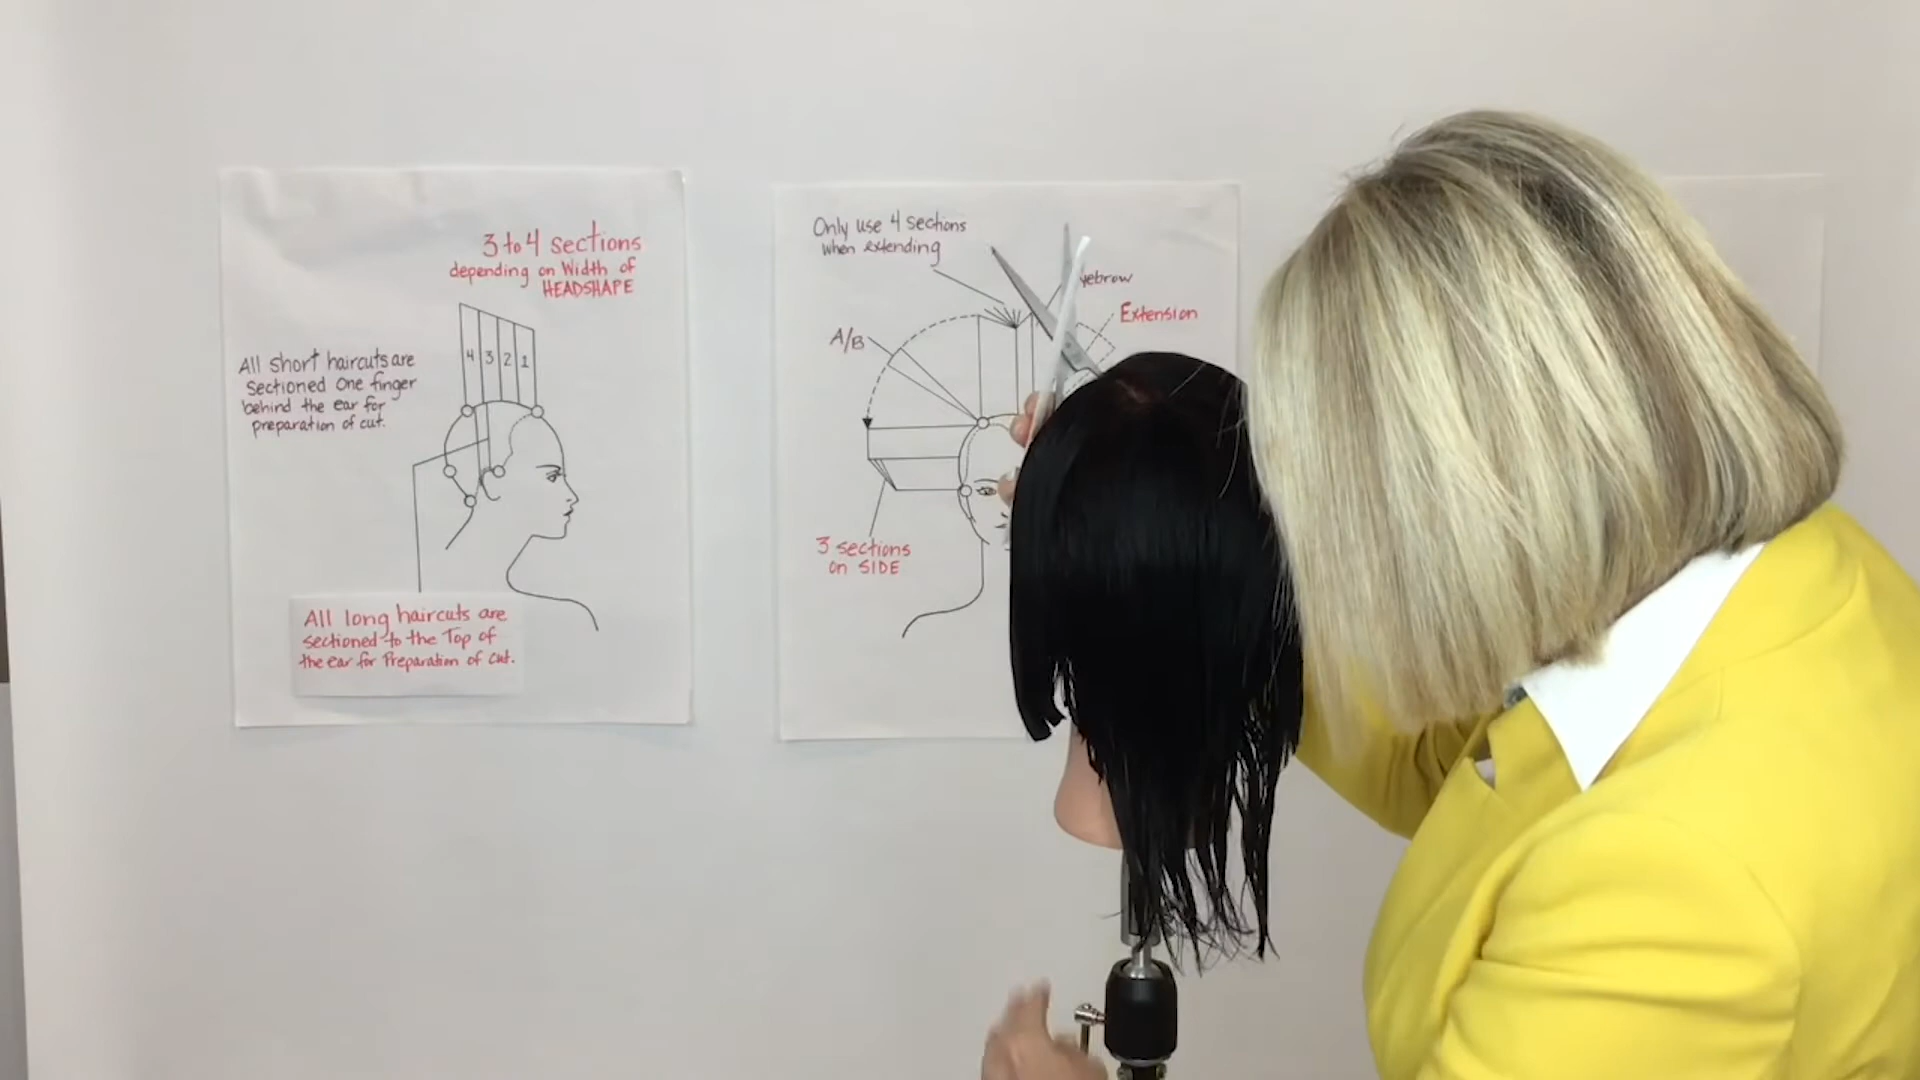 3 to 4 sections
depending on Width of
HEADSHAPE
4 3 2 1
All short haircuts are
sectioned one finger
behind the ear for
preparation of cut.
All long haircuts are
sectioned to the Top of
the ear for Preparation of cut.
Only use 4 sections
when extending
Extension
A/B
3 sections
on SIDE